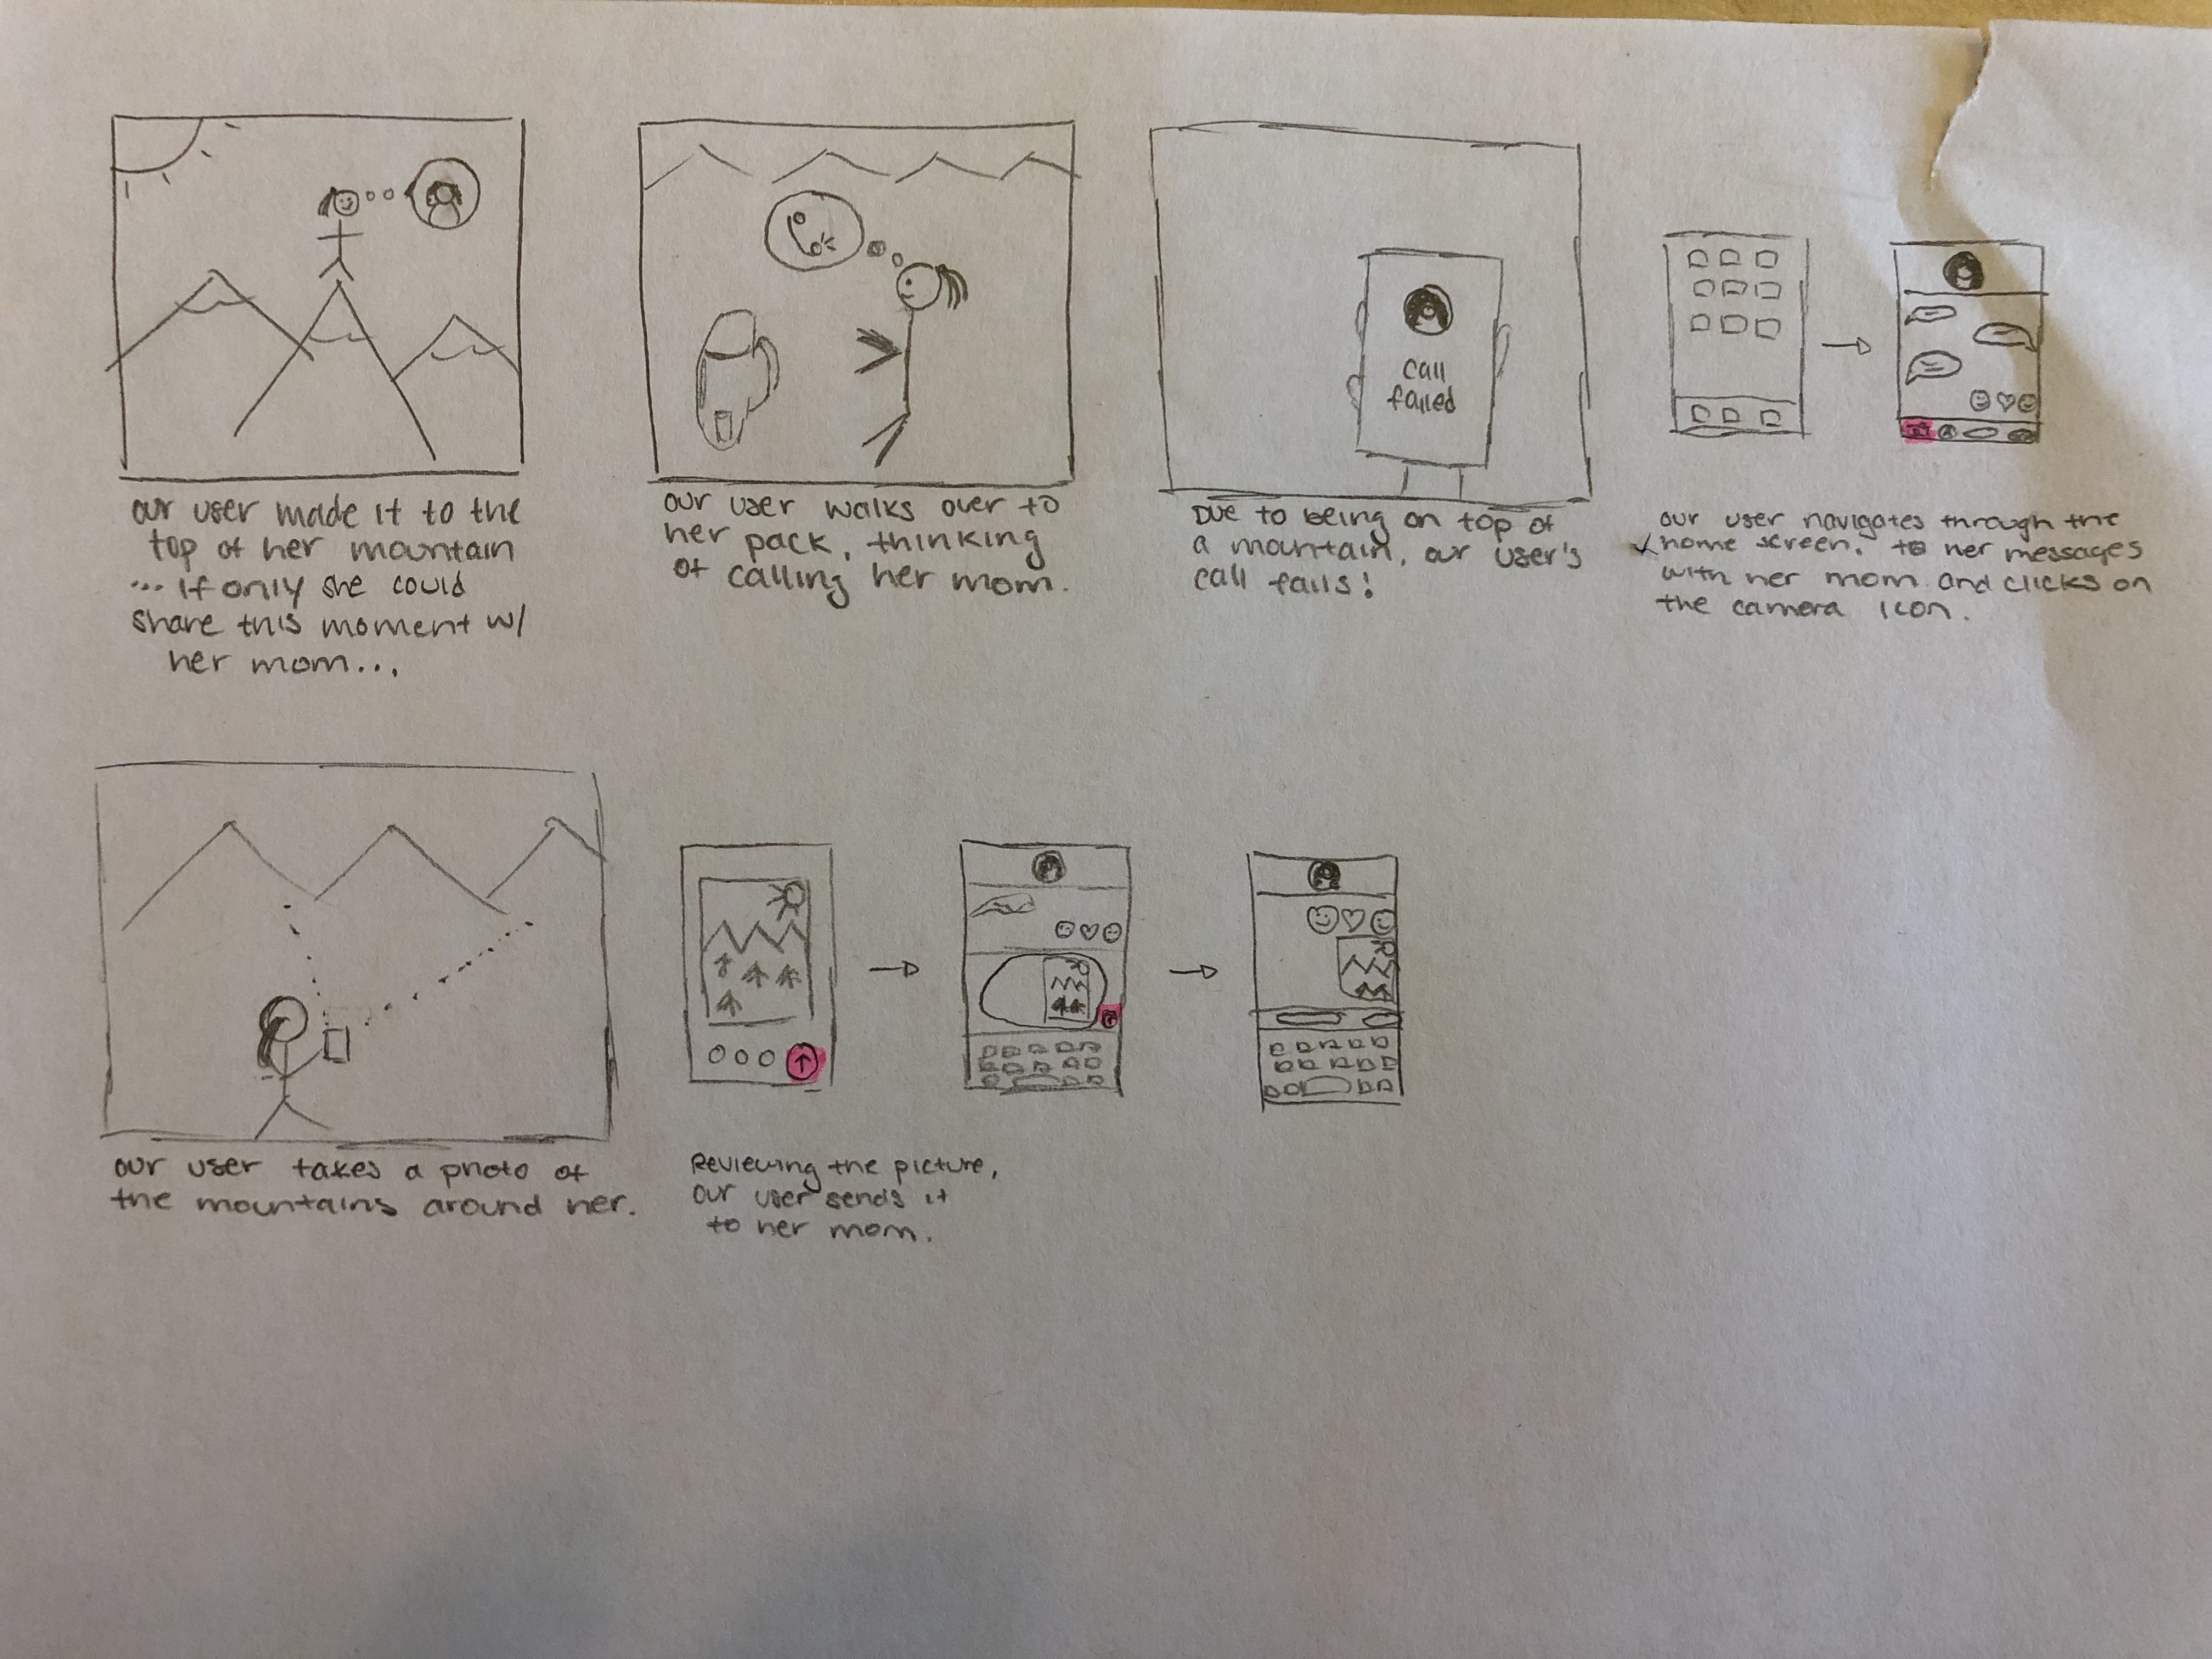 our user made it to the
top of her mountain
... if only she could
share this moment w/
her mom...
our user walks over to
her pack, thinking
of calling her mom.
call
failed
Due to being on top of
a mountain, our user's
call fails!
our user navigates through the
home screen. to her messages
with her mom and clicks on
the camera icon.
our user takes a photo of
the mountains around her.
Reviewing the picture,
our user sends it
to her mom.